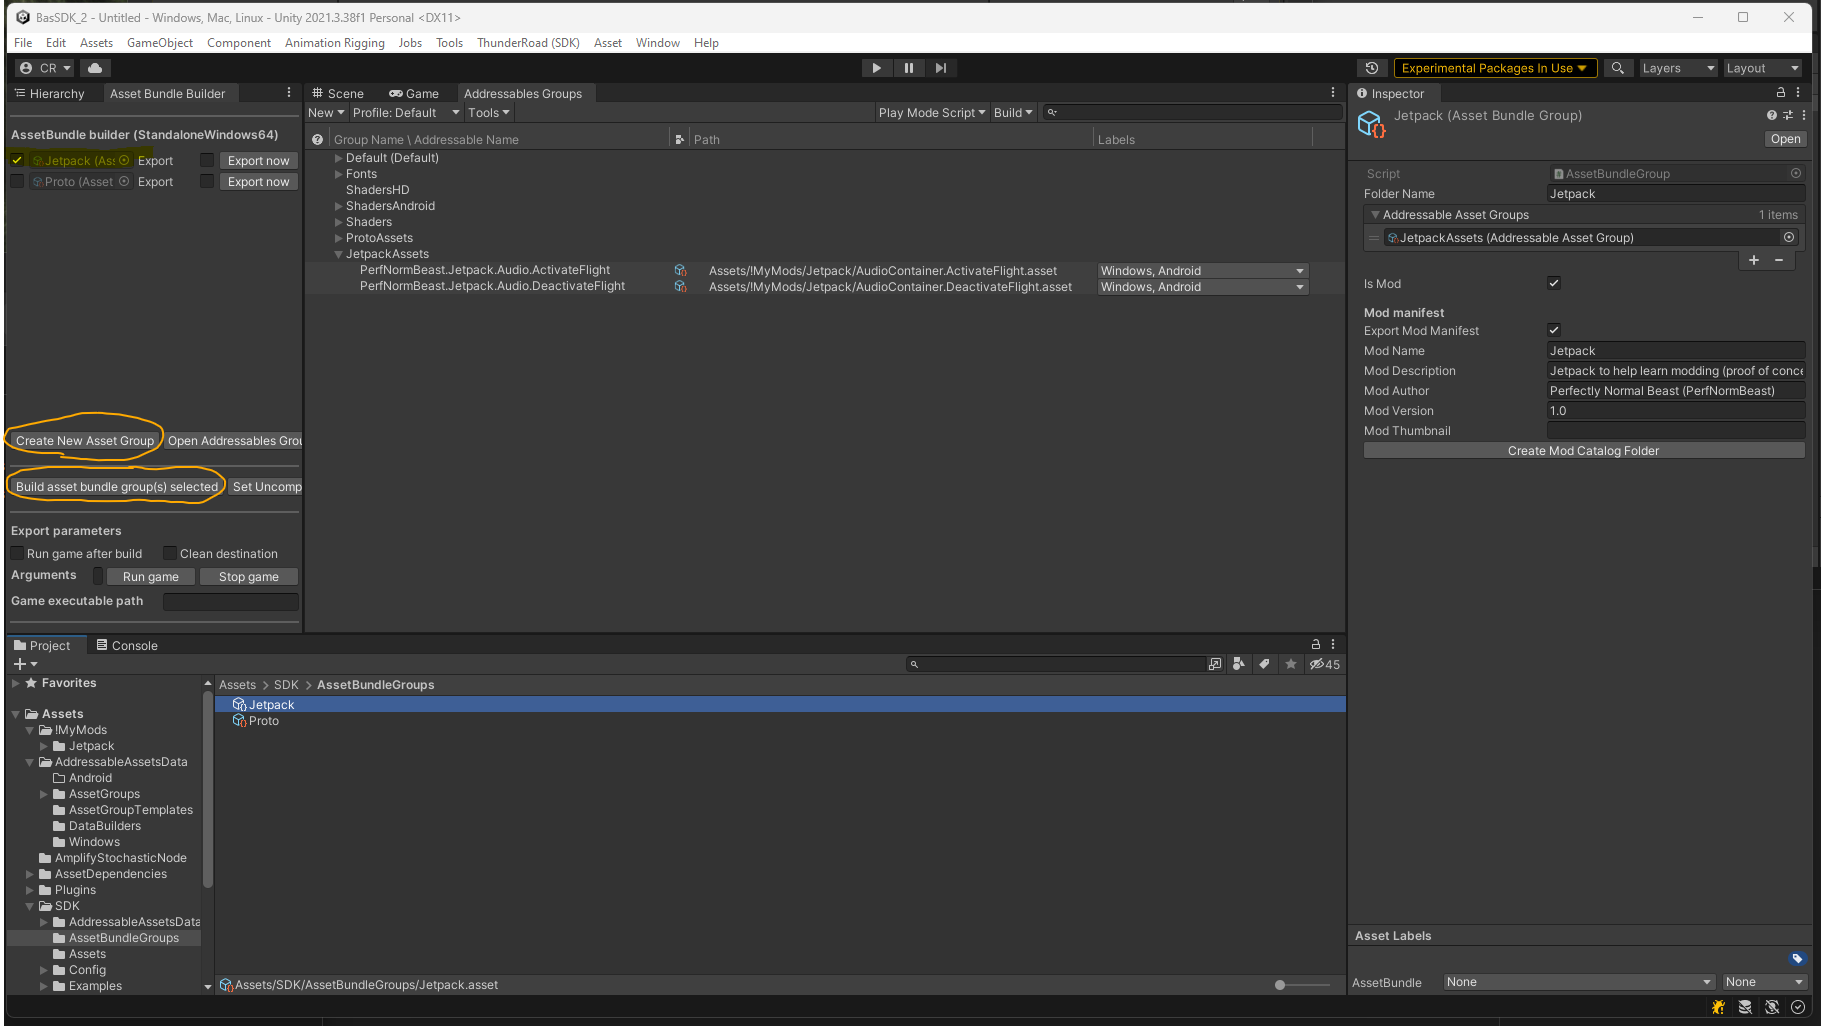 BasSDK_2 - Untitled - Windows, Mac, Linux - Unity 2021.3.38f1 Personal <DX11>
File Edit Assets GameObject Component Animation Rigging Jobs Tools ThunderRoad (SDK) Asset Window Help
CR Experimental Packages In Use Layers Layout
Hierarchy Asset Bundle Builder
AssetBundle builder (StandaloneWindows64)
Jetpack (Ass Export Export now
Proto (Asset Export Export now
Create New Asset Group Open Addressables Grou
Build asset bundle group(s) selected Set Uncomp
Export parameters
Run game after build Clean destination
Arguments Run game Stop game
Game executable path
Scene Game Addressables Groups
New Profile: Default Tools Play Mode Script Build
Group Name \ Addressable Name Path Labels
Default (Default)
Fonts
ShadersHD
ShadersAndroid
Shaders
ProtoAssets
JetpackAssets
PerfNormBeast.Jetpack.Audio.ActivateFlight Assets/!MyMods/Jetpack/AudioContainer.ActivateFlight.asset Windows, Android
PerfNormBeast.Jetpack.Audio.DeactivateFlight Assets/!MyMods/Jetpack/AudioContainer.DeactivateFlight.asset Windows, Android
Inspector
Jetpack (Asset Bundle Group)
Open
Script AssetBundleGroup
Folder Name Jetpack
Addressable Asset Groups 1 items
JetpackAssets (Addressable Asset Group)
Is Mod
Mod manifest
Export Mod Manifest
Mod Name Jetpack
Mod Description Jetpack to help learn modding (proof of conce
Mod Author Perfectly Normal Beast (PerfNormBeast)
Mod Version 1.0
Mod Thumbnail
Create Mod Catalog Folder
Project Console
45
Favorites
Assets
!MyMods
Jetpack
AddressableAssetsData
Android
AssetGroups
AssetGroupTemplates
DataBuilders
Windows
AmplifyStochasticNode
AssetDependencies
Plugins
SDK
AddressableAssetsData
AssetBundleGroups
Assets
Config
Examples
Assets > SDK > AssetBundleGroups
Jetpack
Proto
Assets/SDK/AssetBundleGroups/Jetpack.asset
Asset Labels
AssetBundle None None